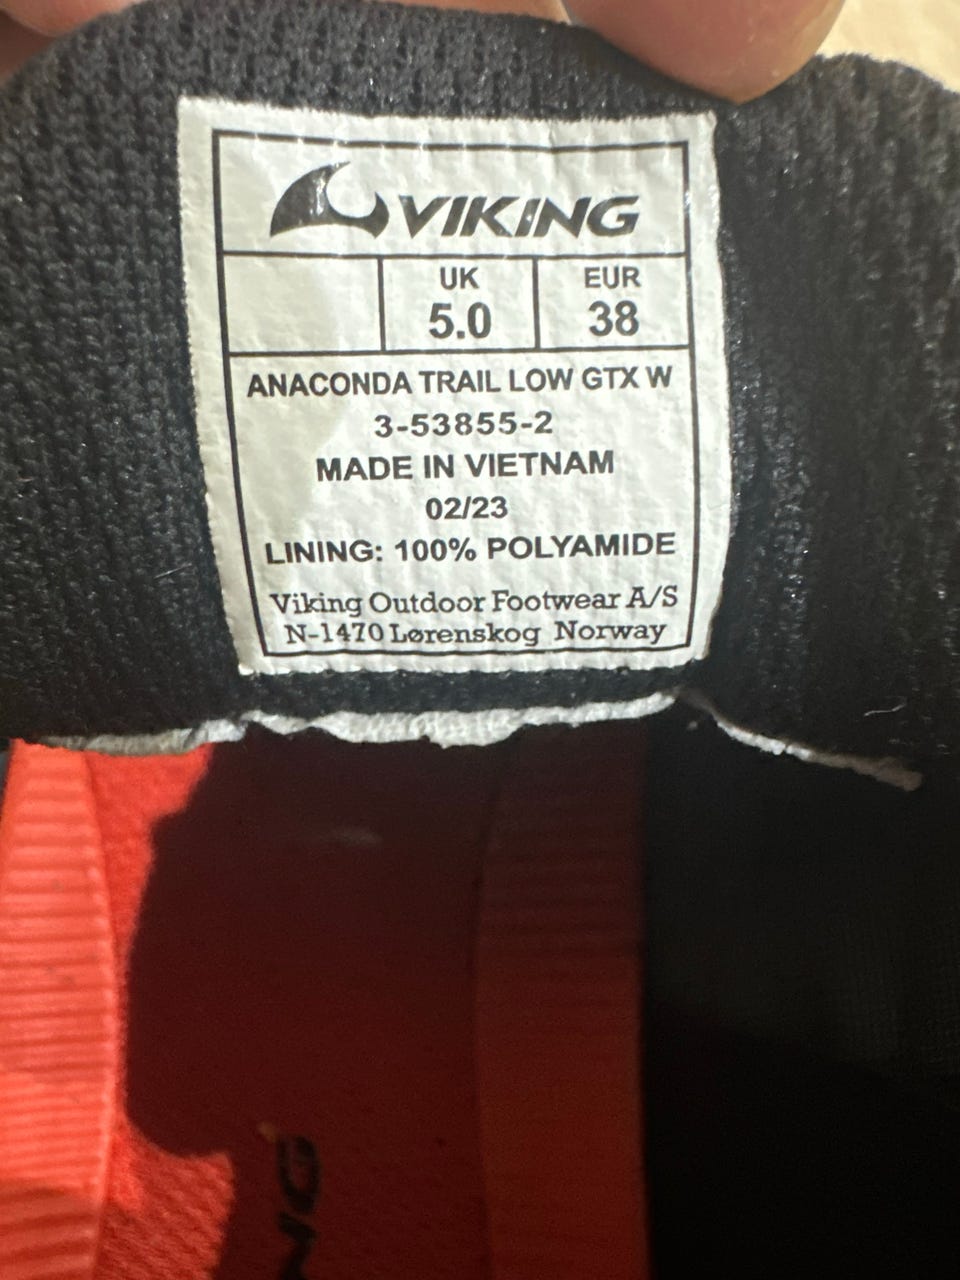 VIKING
UK EUR
5.0 38
ANACONDA TRAIL LOW GTX W
3-53855-2
MADE IN VIETNAM
02/23
LINING: 100% POLYAMIDE
Viking Outdoor Footwear A/S
N-1470 Lørenskog Norway